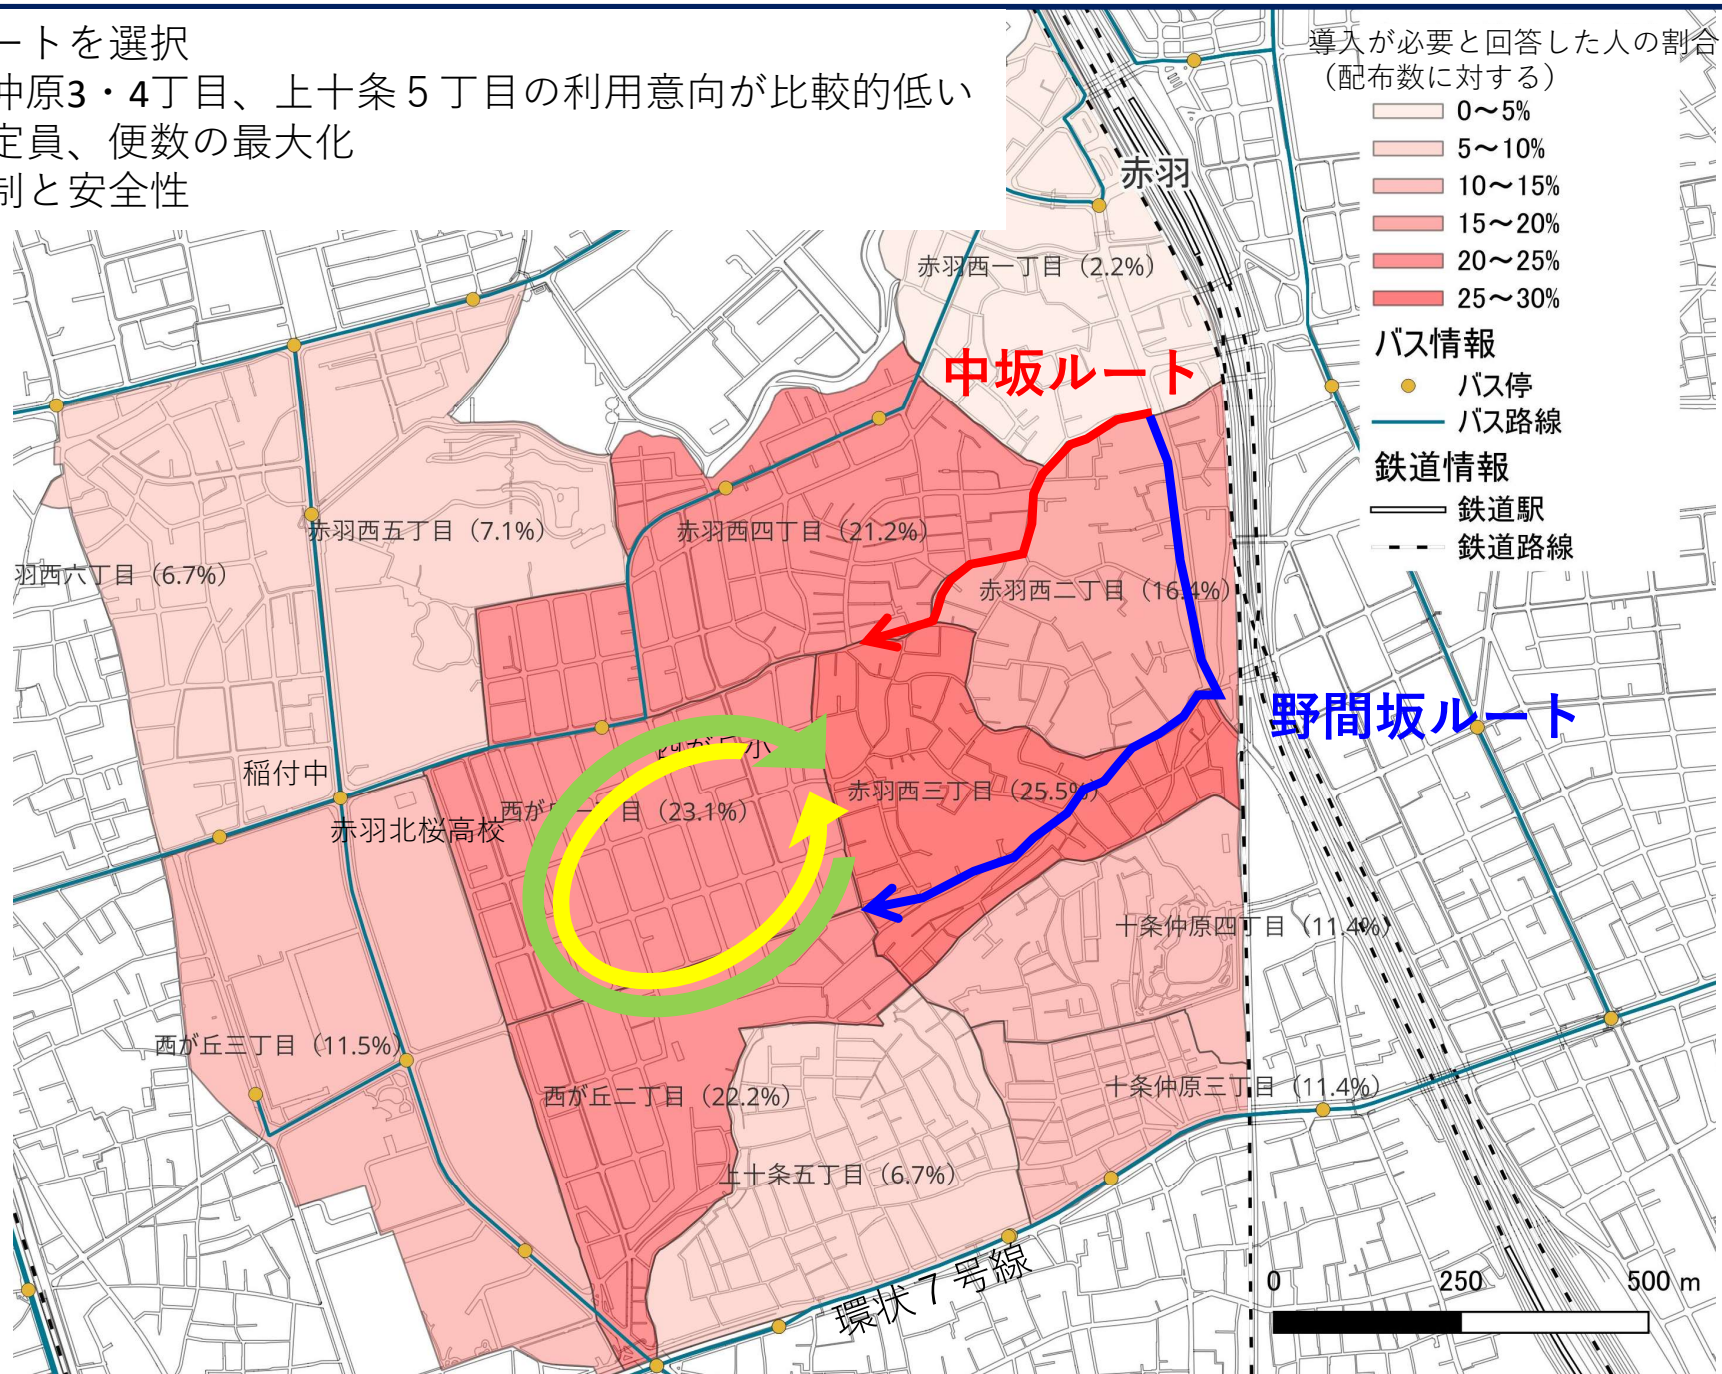 ートを選択
仲原3・4丁目、上十条５丁目の利用意向が比較的低い
定員、便数の最大化
制と安全性
導入が必要と回答した人の割合
（配布数に対する）
0～5%
5～10%
10～15%
15～20%
20～25%
25～30%
バス情報
バス停
バス路線
鉄道情報
鉄道駅
鉄道路線
赤羽
赤羽西一丁目（2.2%）
中坂ルート
赤羽西五丁目（7.1%）
赤羽西四丁目（21.2%）
羽西六丁目（6.7%）
赤羽西二丁目（16.4%）
野間坂ルート
西が丘小
稲付中
赤羽西三丁目（25.5%）
西が丘一丁目（23.1%）
赤羽北桜高校
十条仲原四丁目（11.4%）
西が丘三丁目（11.5%）
西が丘二丁目（22.2%）
十条仲原三丁目（11.4%）
上十条五丁目（6.7%）
環状７号線
0 250 500 m